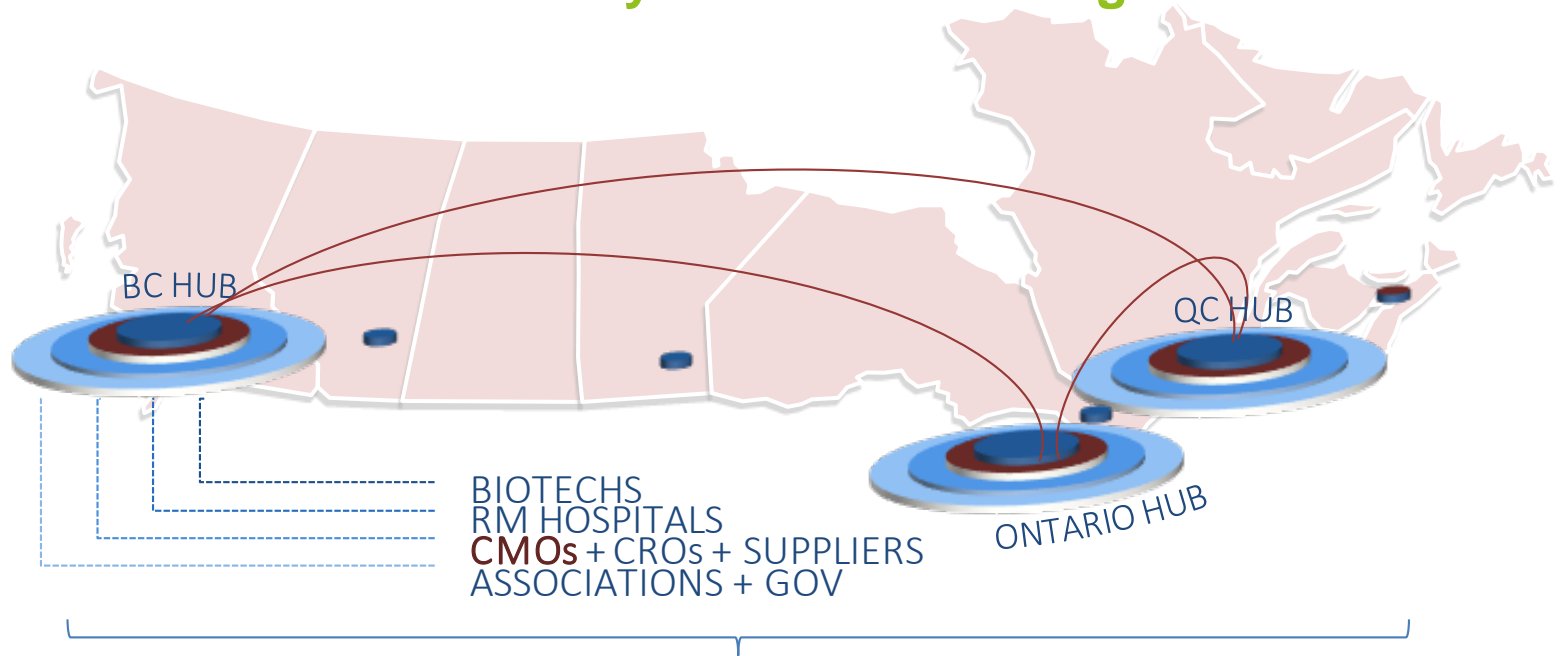 BC HUB
QC HUB
ONTARIO HUB
BIOTECHS
RM HOSPITALS
CMOs + CROs + SUPPLIERS
ASSOCIATIONS + GOV